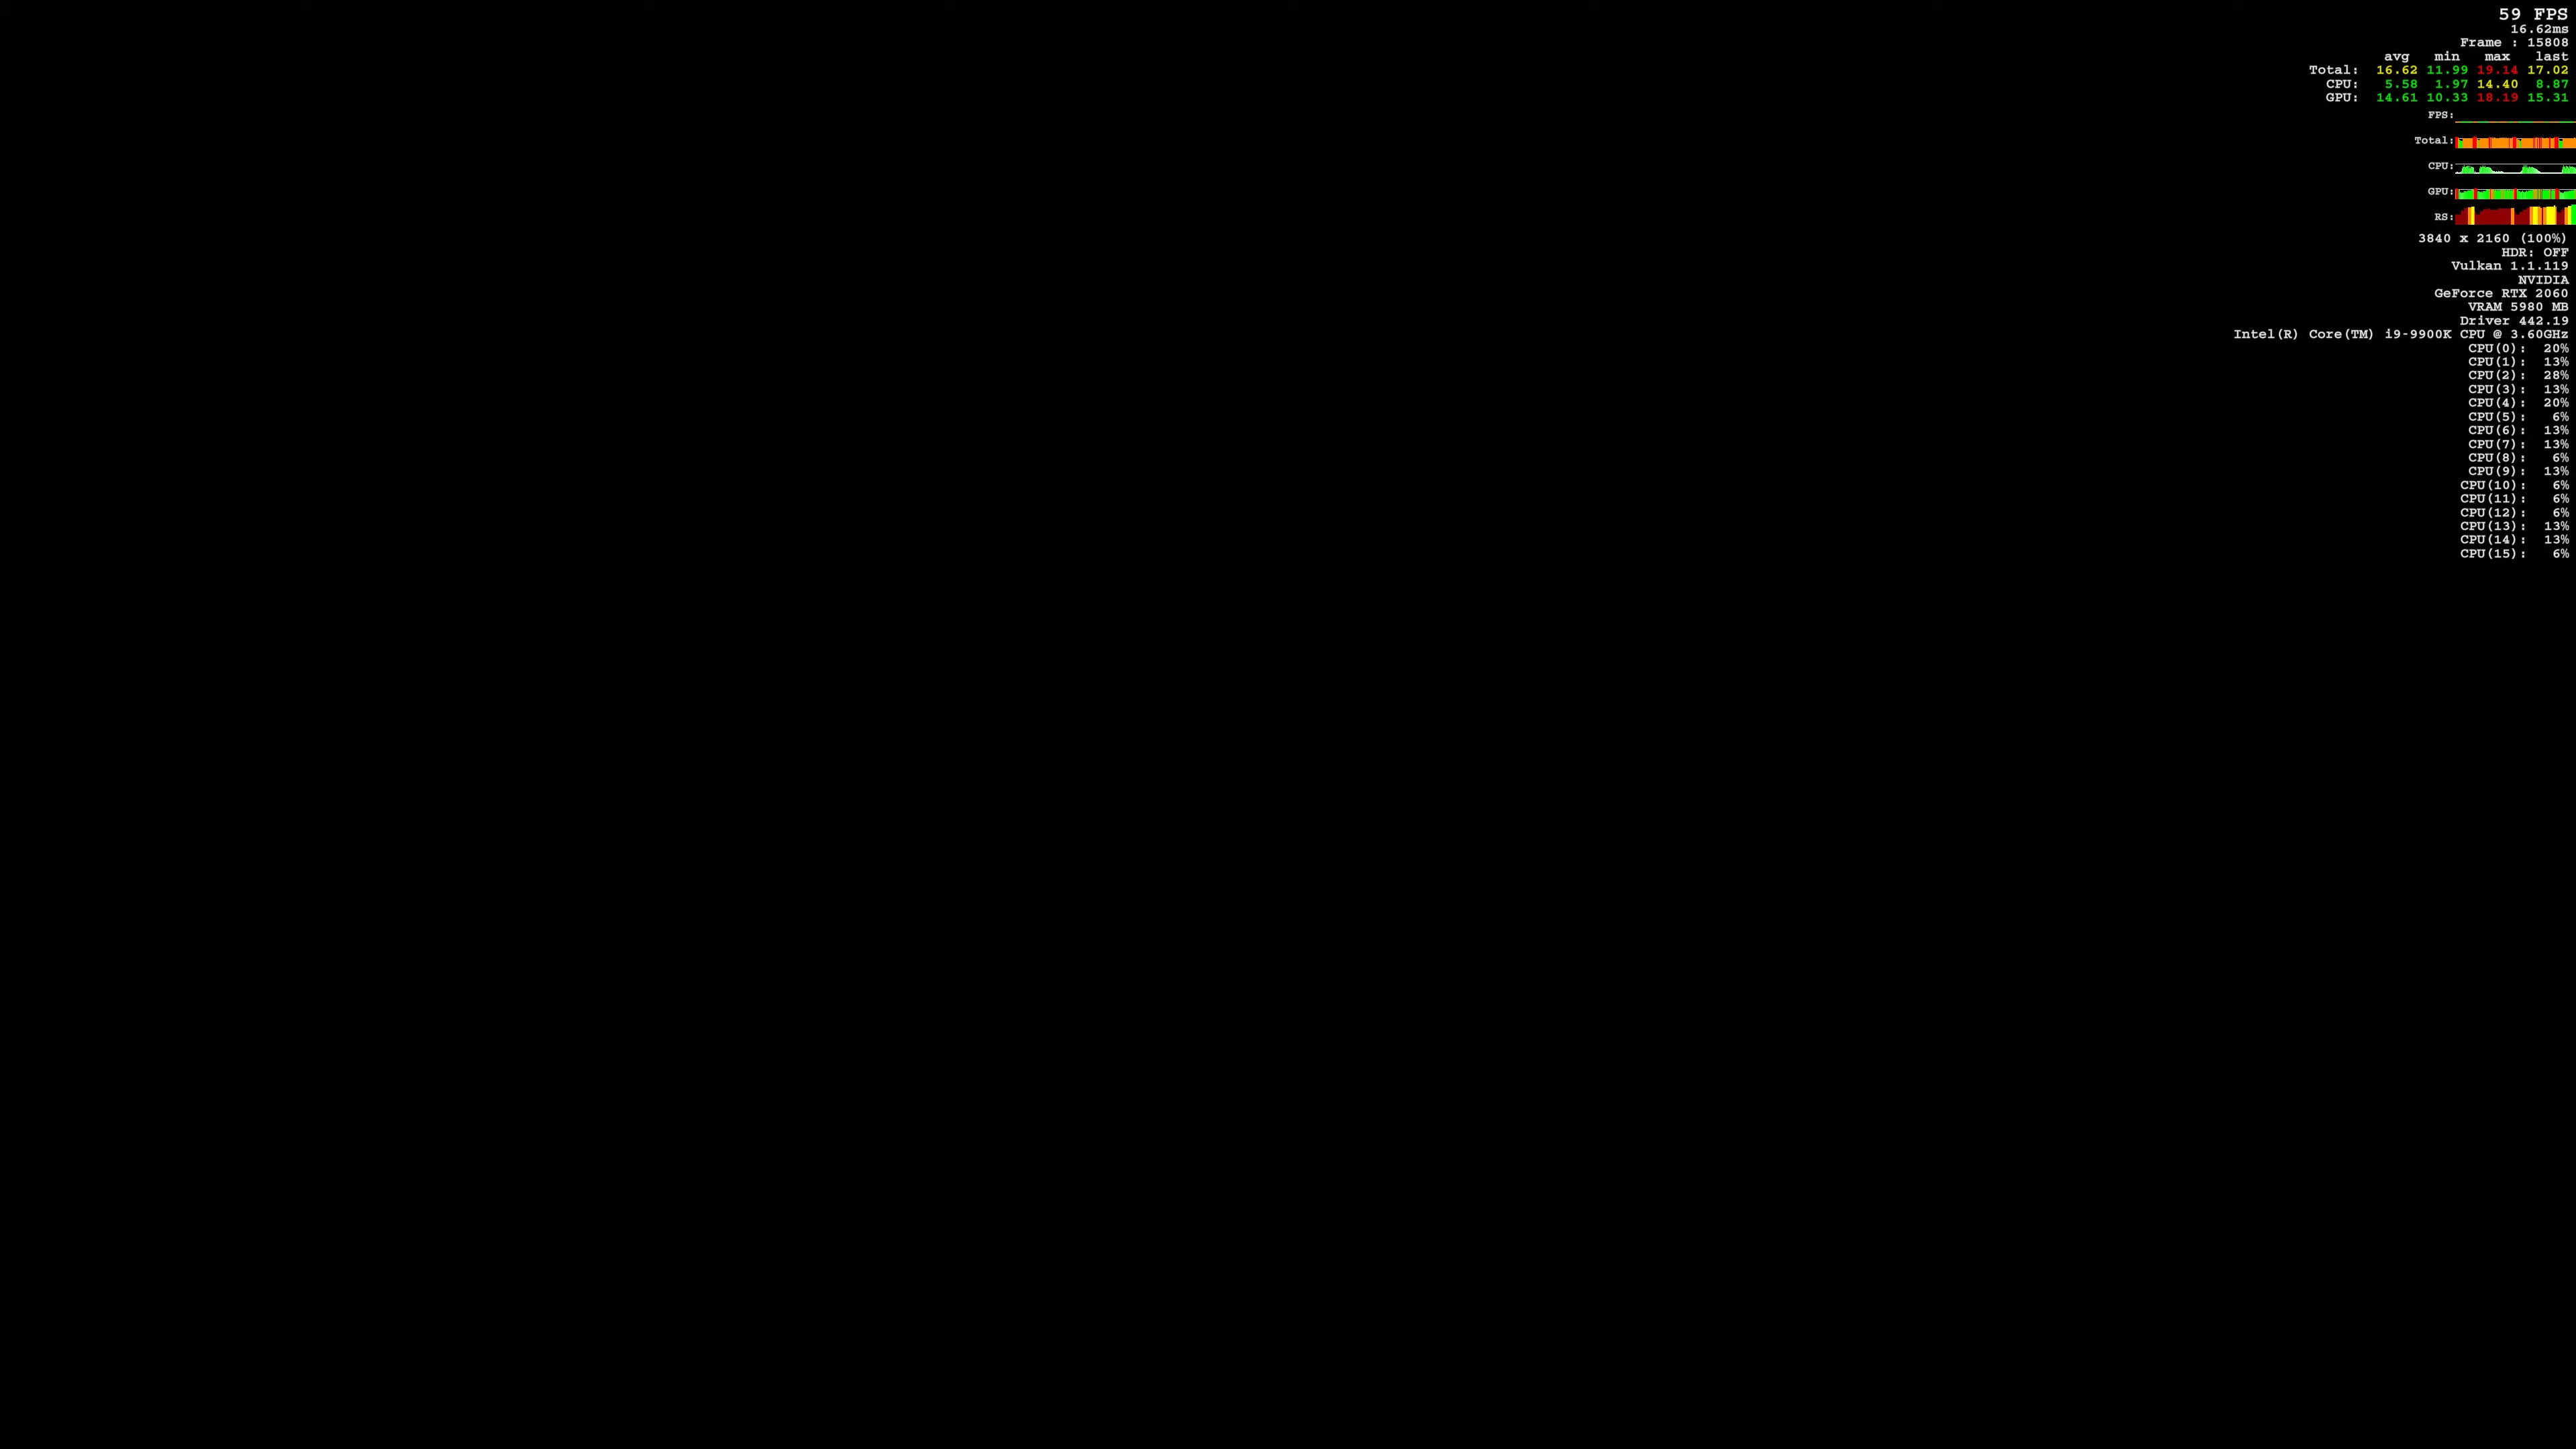 59 FPS
16.62ms
Frame : 15808
avg min max last
Total: 16.62 11.99 19.14 17.02
CPU: 5.58 1.97 14.40 8.87
GPU: 14.61 10.33 18.19 15.31
FPS:
Total:
CPU:
GPU:
RS:
3840 x 2160 (100%)
HDR: OFF
Vulkan 1.1.119
NVIDIA
GeForce RTX 2060
VRAM 5980 MB
Driver 442.19
Intel(R) Core(TM) i9-9900K CPU @ 3.60GHz
CPU(0): 20%
CPU(1): 13%
CPU(2): 28%
CPU(3): 13%
CPU(4): 20%
CPU(5): 6%
CPU(6): 13%
CPU(7): 13%
CPU(8): 6%
CPU(9): 13%
CPU(10): 6%
CPU(11): 6%
CPU(12): 6%
CPU(13): 13%
CPU(14): 13%
CPU(15): 6%